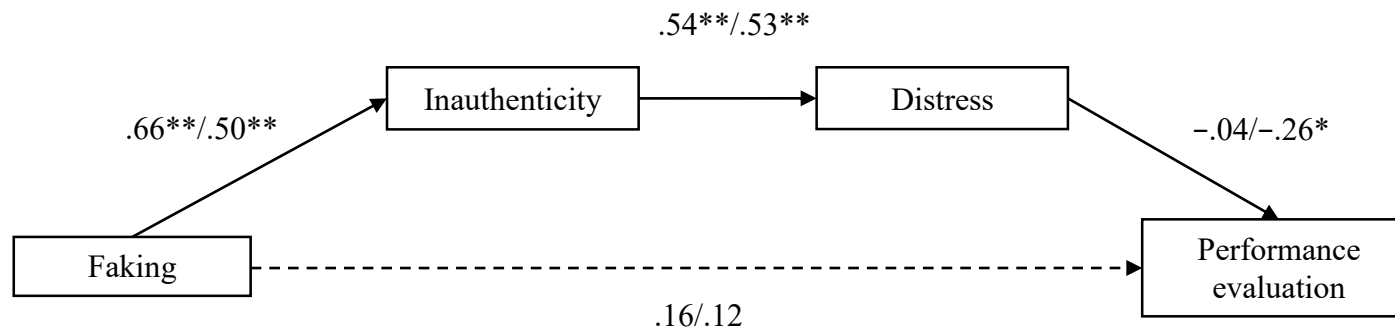 .54**/.53**
Inauthenticity
Distress
.66**/.50**
−.04/−.26*
Faking
Performance
evaluation
.16/.12